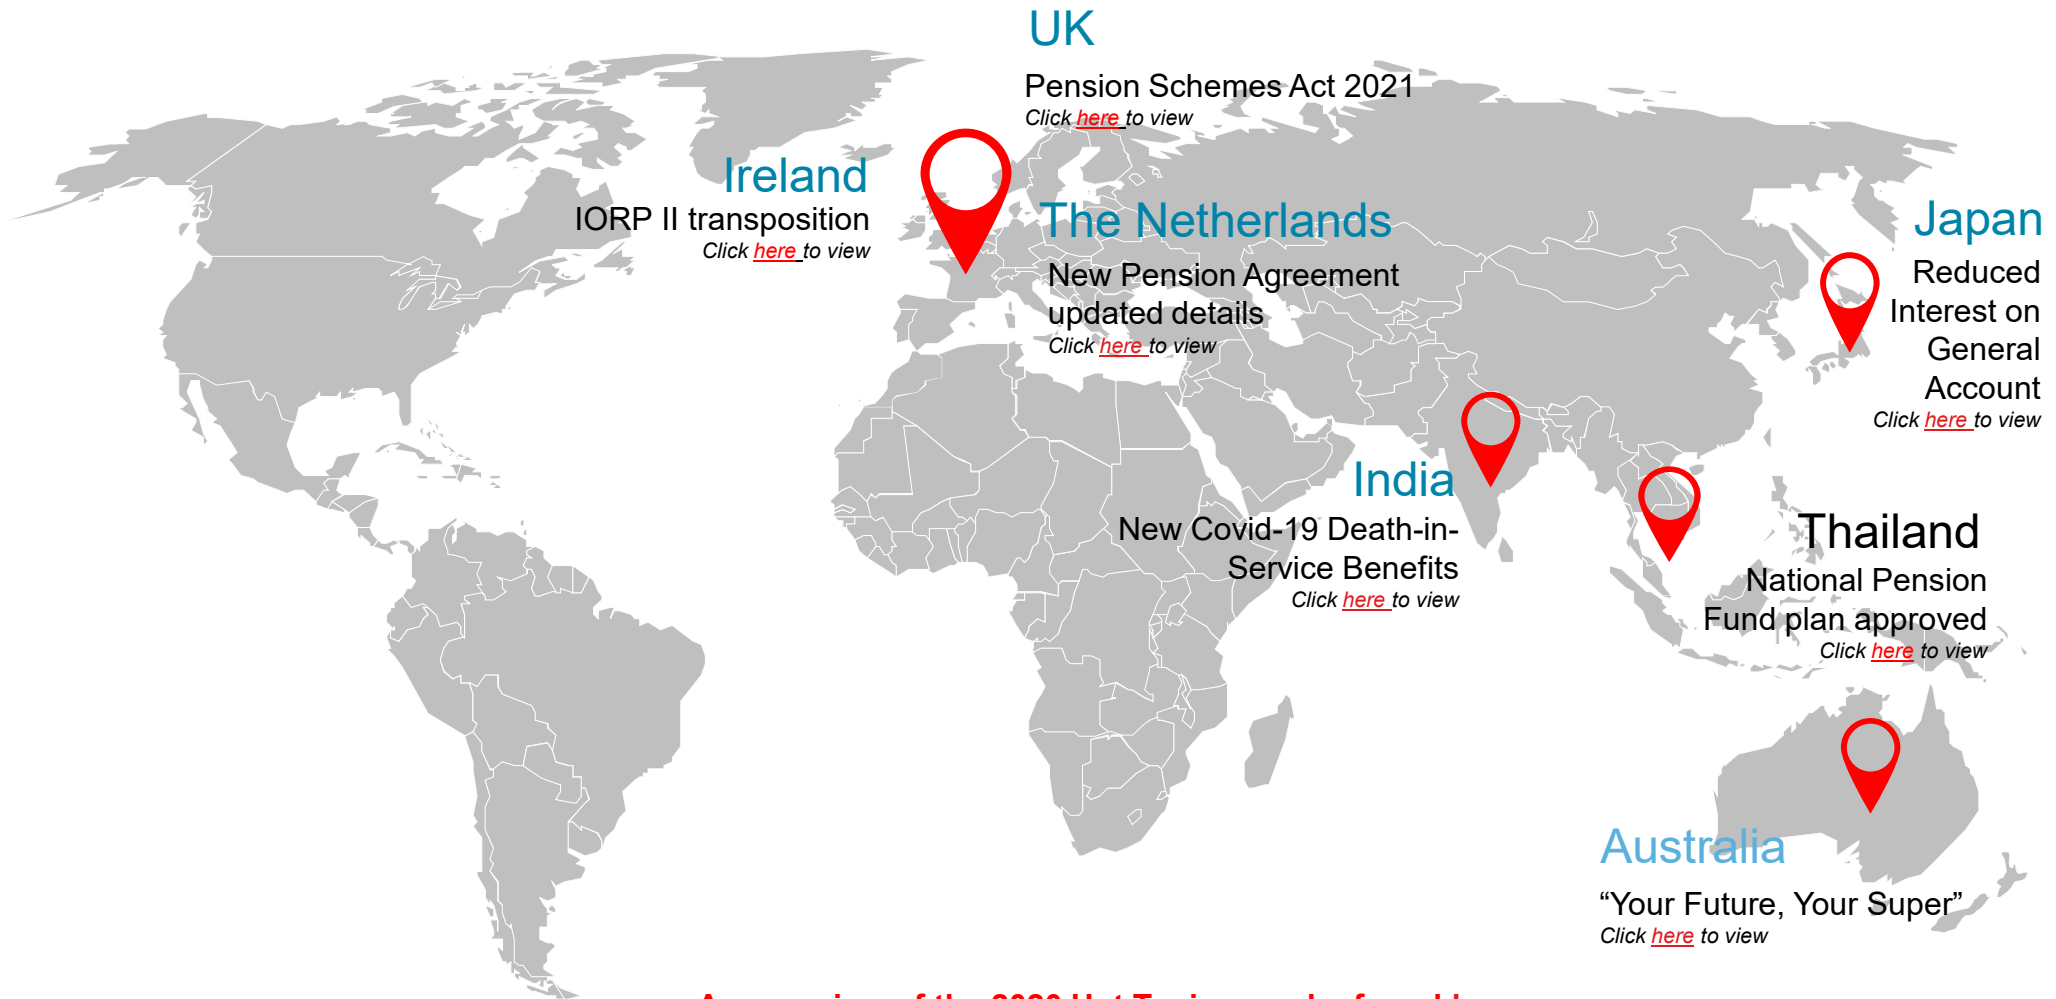 UK
Pension Schemes Act 2021
Click here to view
Ireland
IORP II transposition
Click here to view
The Netherlands
New Pension Agreement
updated details
Click here to view
Japan
Reduced
Interest on
General
Account
Click here to view
India
New Covid-19 Death-in-
Service Benefits
Click here to view
Thailand
National Pension
Fund plan approved
Click here to view
Australia
“Your Future, Your Super”
Click here to view